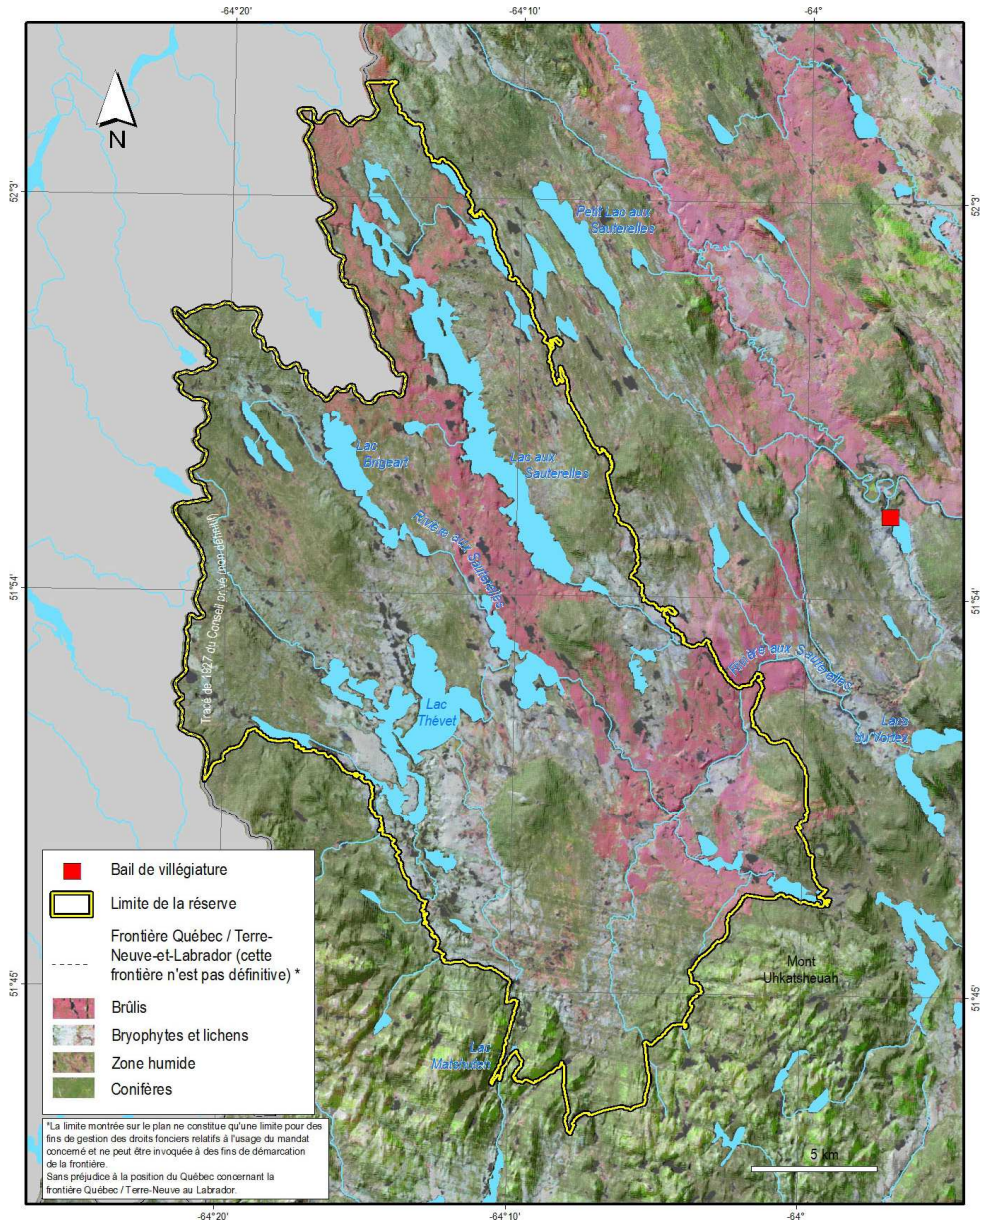 -64°20'
-64°10'
-64°
N
52°3'
52°3'
Petit Lac aux
Sauterelles
Lac
Brigeart
Lac aux
Sauterelles
Rivière aux Sauterelles
51°54'
51°54'
Tracé de 1927 du Conseil privé (non définitif)
Rivière aux Sauterelles
Lac
Thévet
Lacs
du Vortex
Bail de villégiature
Limite de la réserve
Frontière Québec / Terre-
Neuve-et-Labrador (cette
frontière n'est pas définitive) *
Brûlis
Bryophytes et lichens
Zone humide
Conifères
Mont
Uhkatsheuah
51°45'
51°45'
Lac
*La limite montrée sur le plan ne constitue qu'une limite pour des
fins de gestion des droits fonciers relatifs à l'usage du mandat
concerné et ne peut être invoquée à des fins de démarcation
de la frontière.
Sans préjudice à la position du Québec concernant la
frontière Québec / Terre-Neuve au Labrador.
5 km
-64°20'
-64°10'
-64°